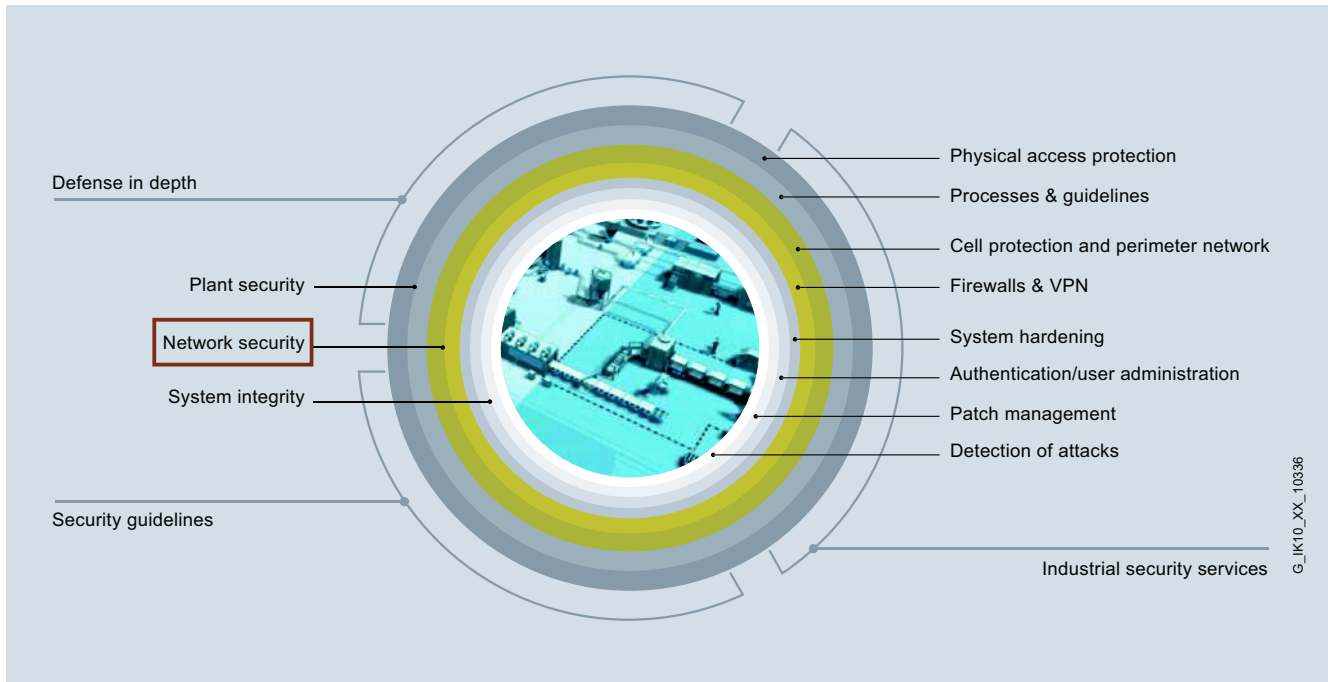 Defense in depth
Plant security
Network security
System integrity
Security guidelines
Physical access protection
Processes & guidelines
Cell protection and perimeter network
Firewalls & VPN
System hardening
Authentication/user administration
Patch management
Detection of attacks
Industrial security services
G_IK10_XX_10336